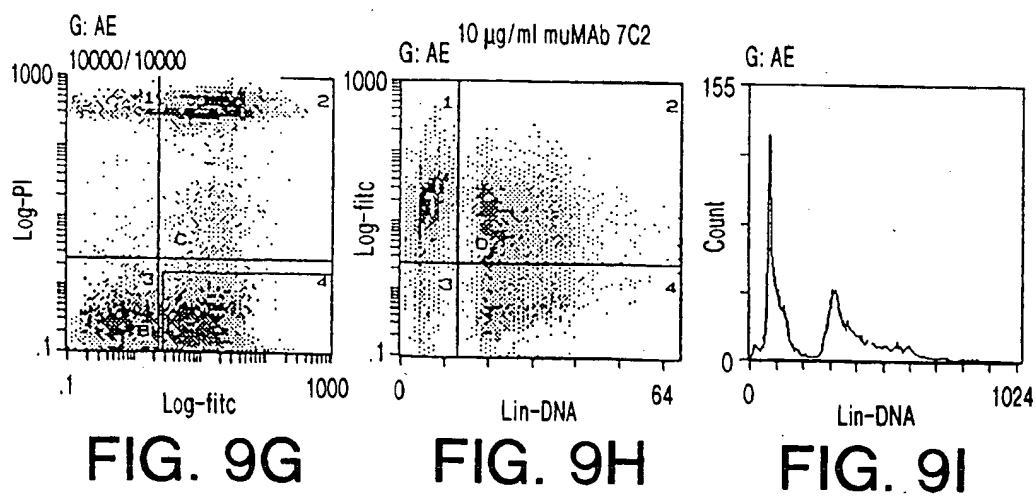 G: AE
10000/10000
1000
1
2
Log-PI
C
3
4
B
.1
.1
1000
Log-fitc
FIG. 9G
10 µg/ml muMAb 7C2
G: AE
1000
1
2
Log-fitc
D
3
4
.1
0
64
Lin-DNA
FIG. 9H
G: AE
155
Count
0
0
1024
Lin-DNA
FIG. 9I